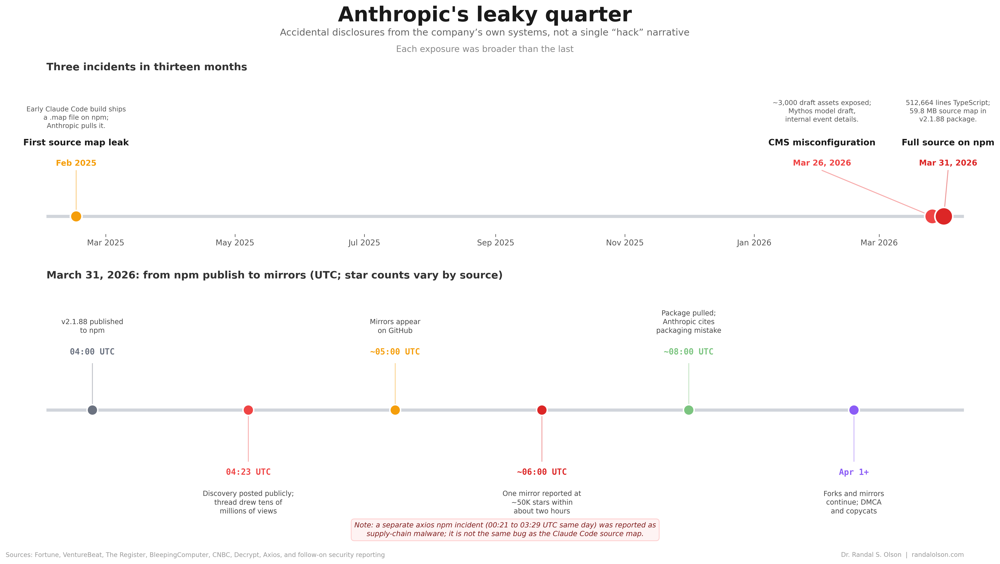 Anthropic's leaky quarter
Accidental disclosures from the company's own systems, not a single “hack” narrative
Each exposure was broader than the last
Three incidents in thirteen months
Early Claude Code build ships
a .map file on npm;
Anthropic pulls it.
First source map leak
Feb 2025
~3,000 draft assets exposed;
Mythos model draft,
internal event details.
CMS misconfiguration
Mar 26, 2026
512,664 lines TypeScript;
59.8 MB source map in
v2.1.88 package.
Full source on npm
Mar 31, 2026
Mar 2025
May 2025
Jul 2025
Sep 2025
Nov 2025
Jan 2026
Mar 2026
March 31, 2026: from npm publish to mirrors (UTC; star counts vary by source)
v2.1.88 published
to npm
04:00 UTC
Mirrors appear
on GitHub
~05:00 UTC
Package pulled;
Anthropic cites
packaging mistake
~08:00 UTC
04:23 UTC
Discovery posted publicly;
thread drew tens of
millions of views
~06:00 UTC
One mirror reported at
~50K stars within
about two hours
Apr 1+
Forks and mirrors
continue; DMCA
and copycats
Note: a separate axios npm incident (00:21 to 03:29 UTC same day) was reported as
supply-chain malware; it is not the same bug as the Claude Code source map.
Sources: Fortune, VentureBeat, The Register, BleepingComputer, CNBC, Decrypt, Axios, and follow-on security reporting
Dr. Randal S. Olson | randalolson.com